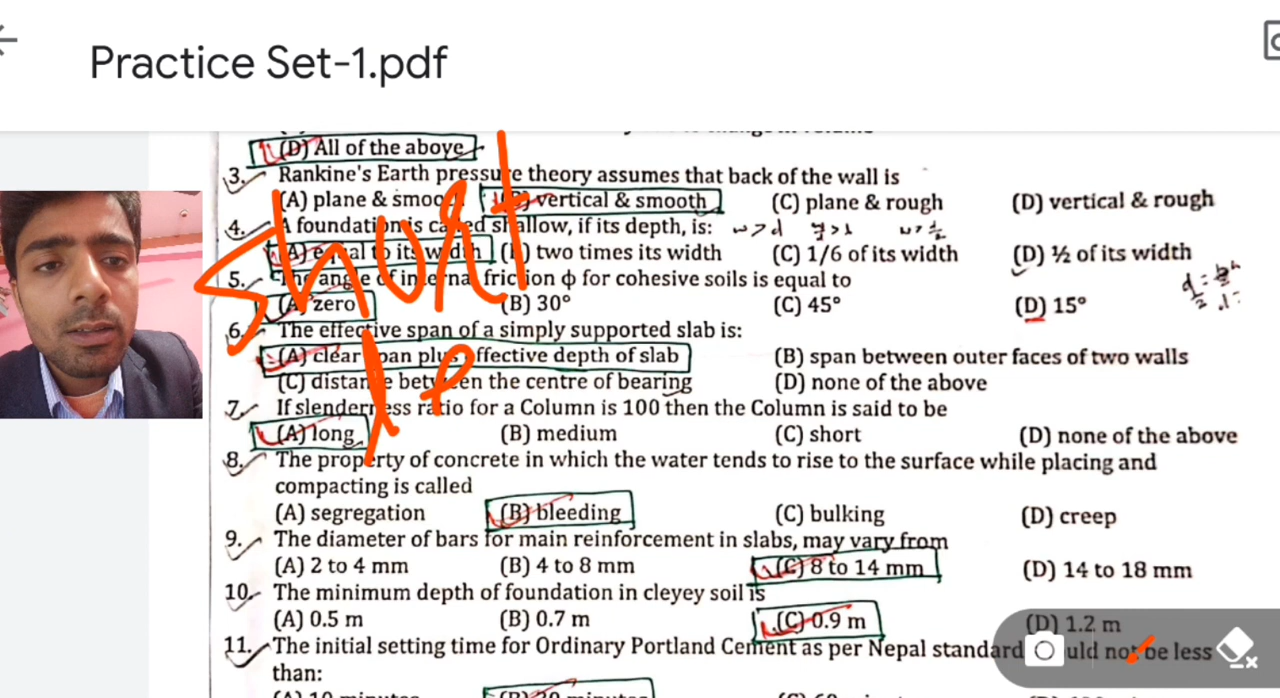 Practice Set-1.pdf
(D) All of the above
3. Rankine's Earth pressure theory assumes that back of the wall is
(A) plane & smooth (B) vertical & smooth (C) plane & rough (D) vertical & rough
4. A foundation is called shallow, if its depth, is:
(A) equal to its width (B) two times its width (C) 1/6 of its width (D) ½ of its width
5. The angle of internal friction ϕ for cohesive soils is equal to
(A) zero (B) 30° (C) 45° (D) 15°
6. The effective span of a simply supported slab is:
(A) clear span plus effective depth of slab (B) span between outer faces of two walls
(C) distance between the centre of bearing (D) none of the above
7. If slenderness ratio for a Column is 100 then the Column is said to be
(A) long (B) medium (C) short (D) none of the above
8. The property of concrete in which the water tends to rise to the surface while placing and
compacting is called
(A) segregation (B) bleeding (C) bulking (D) creep
9. The diameter of bars for main reinforcement in slabs, may vary from
(A) 2 to 4 mm (B) 4 to 8 mm (C) 8 to 14 mm (D) 14 to 18 mm
10. The minimum depth of foundation in cleyey soil is
(A) 0.5 m (B) 0.7 m (C) 0.9 m (D) 1.2 m
11. The initial setting time for Ordinary Portland Cement as per Nepal standard not be less
than:
short
le